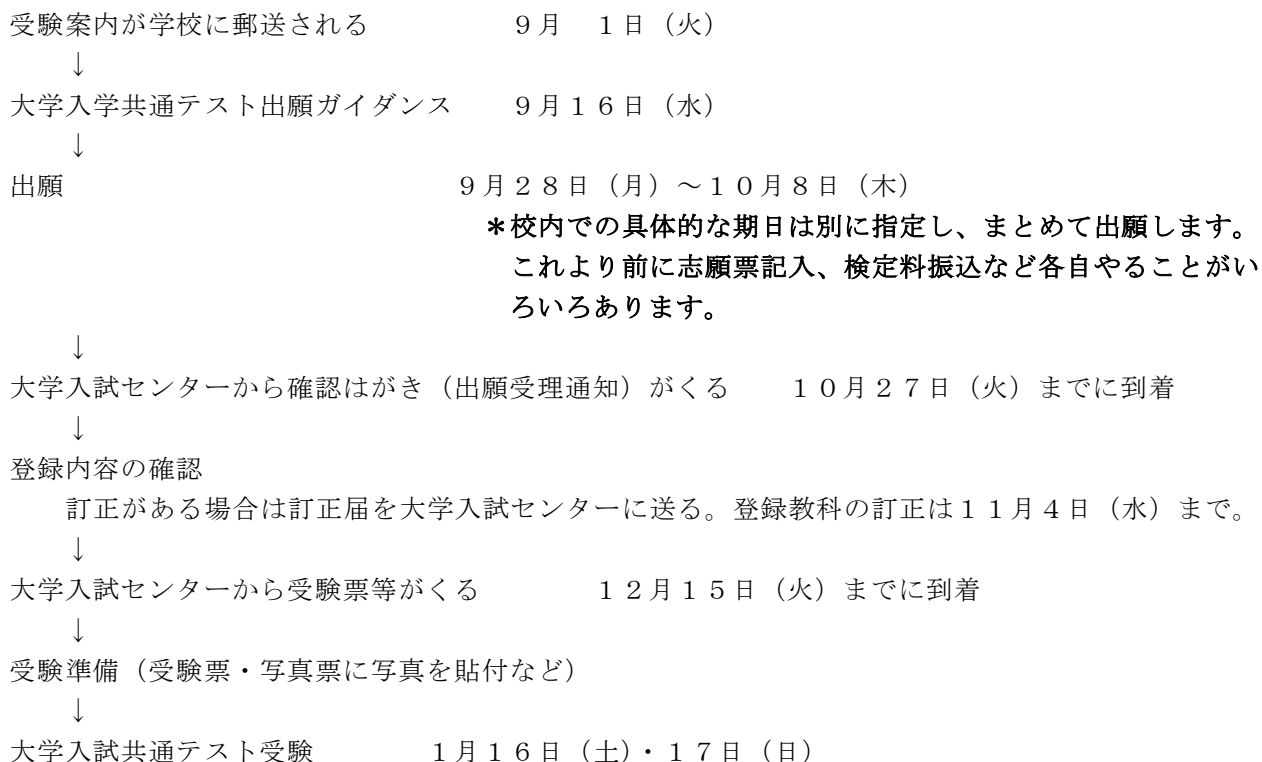 受験案内が学校に郵送される　９月　１日（火）
↓
大学入学共通テスト出願ガイダンス　９月１６日（水）
↓
出願　９月２８日（月）～１０月８日（木）
＊校内での具体的な期日は別に指定し、まとめて出願します。
これより前に志願票記入、検定料振込など各自やることがい
ろいろあります。
↓
大学入試センターから確認はがき（出願受理通知）がくる　１０月２７日（火）までに到着
↓
登録内容の確認
訂正がある場合は訂正届を大学入試センターに送る。登録教科の訂正は１１月４日（水）まで。
↓
大学入試センターから受験票等がくる　１２月１５日（火）までに到着
↓
受験準備（受験票・写真票に写真を貼付など）
↓
大学入試共通テスト受験　１月１６日（土）・１７日（日）